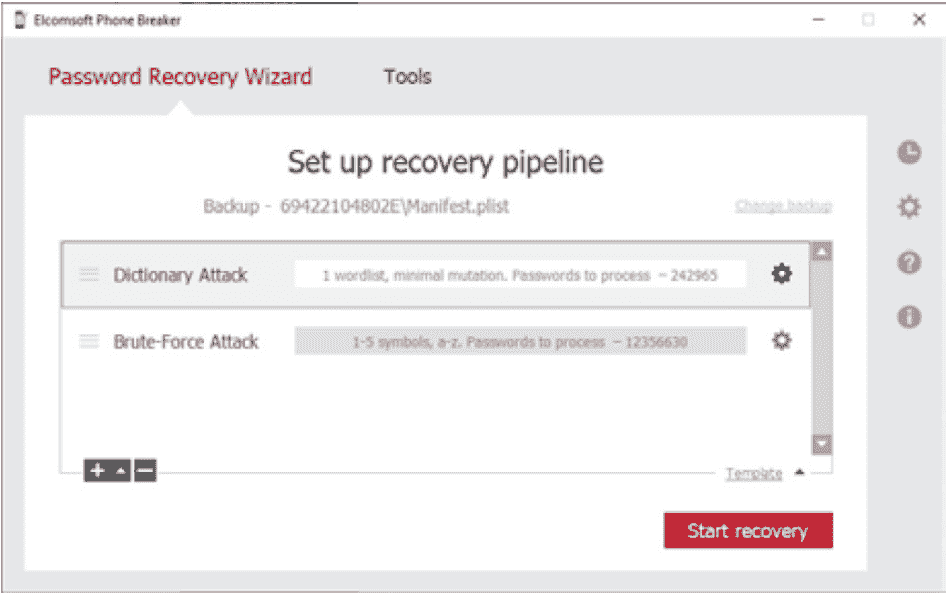 Elcomsoft Phone Breaker
Password Recovery Wizard Tools
Set up recovery pipeline
Backup - 69422104802E\Manifest.plist Change backup
Dictionary Attack 1 wordlist, minimal mutation. Passwords to process ~ 242965
Brute-Force Attack 1-5 symbols, a-z. Passwords to process ~ 12356630
Template
Start recovery